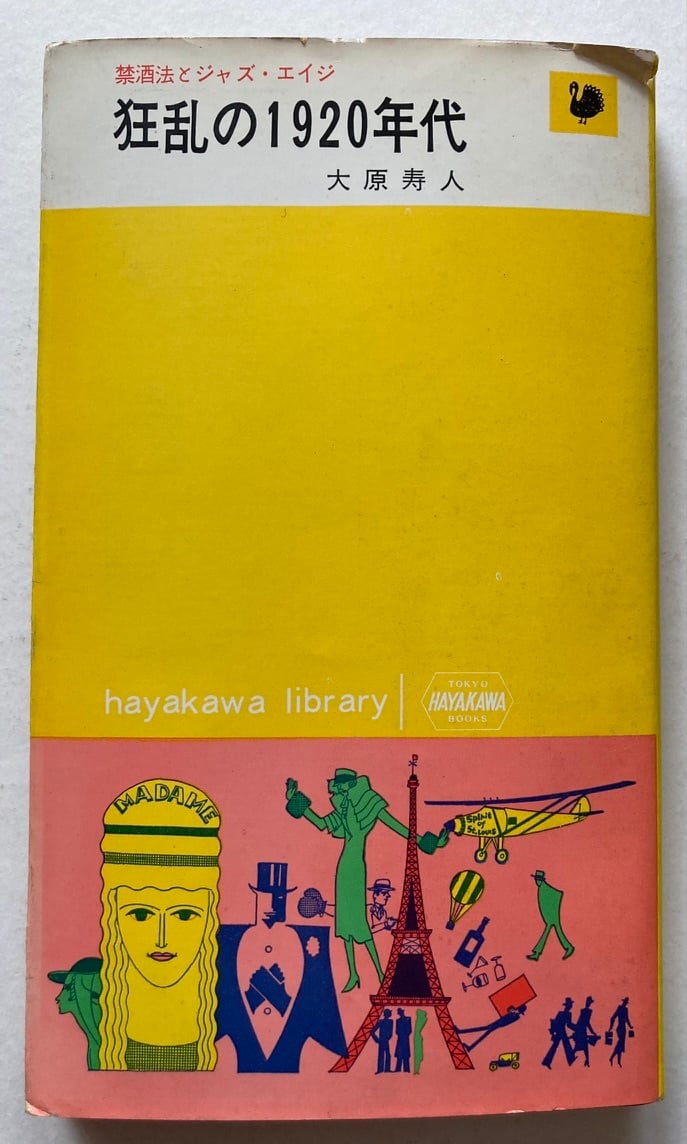 禁酒法とジャズ・エイジ
狂乱の1920年代
大原寿人
hayakawa library
TOKYO
HAYAKAWA
BOOKS
MADAME
Spirit
of
St. Louis